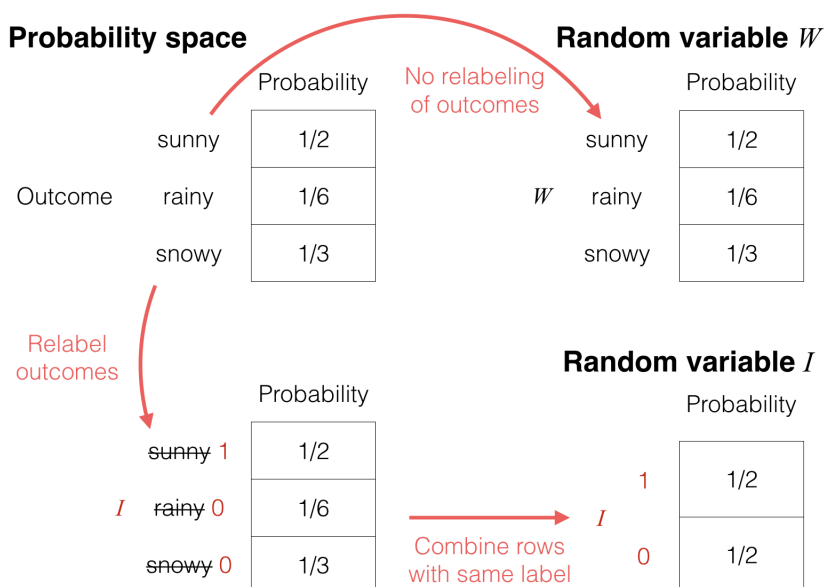 Probability space
Random variable W
Probability
No relabeling
of outcomes
Probability
sunny 1/2
Outcome rainy 1/6
snowy 1/3
sunny 1/2
W rainy 1/6
snowy 1/3
Relabel
outcomes
Random variable I
Probability
Probability
sunny 1 1/2
I rainy 0 1/6
snowy 0 1/3
Combine rows
with same label
1 1/2
I
0 1/2